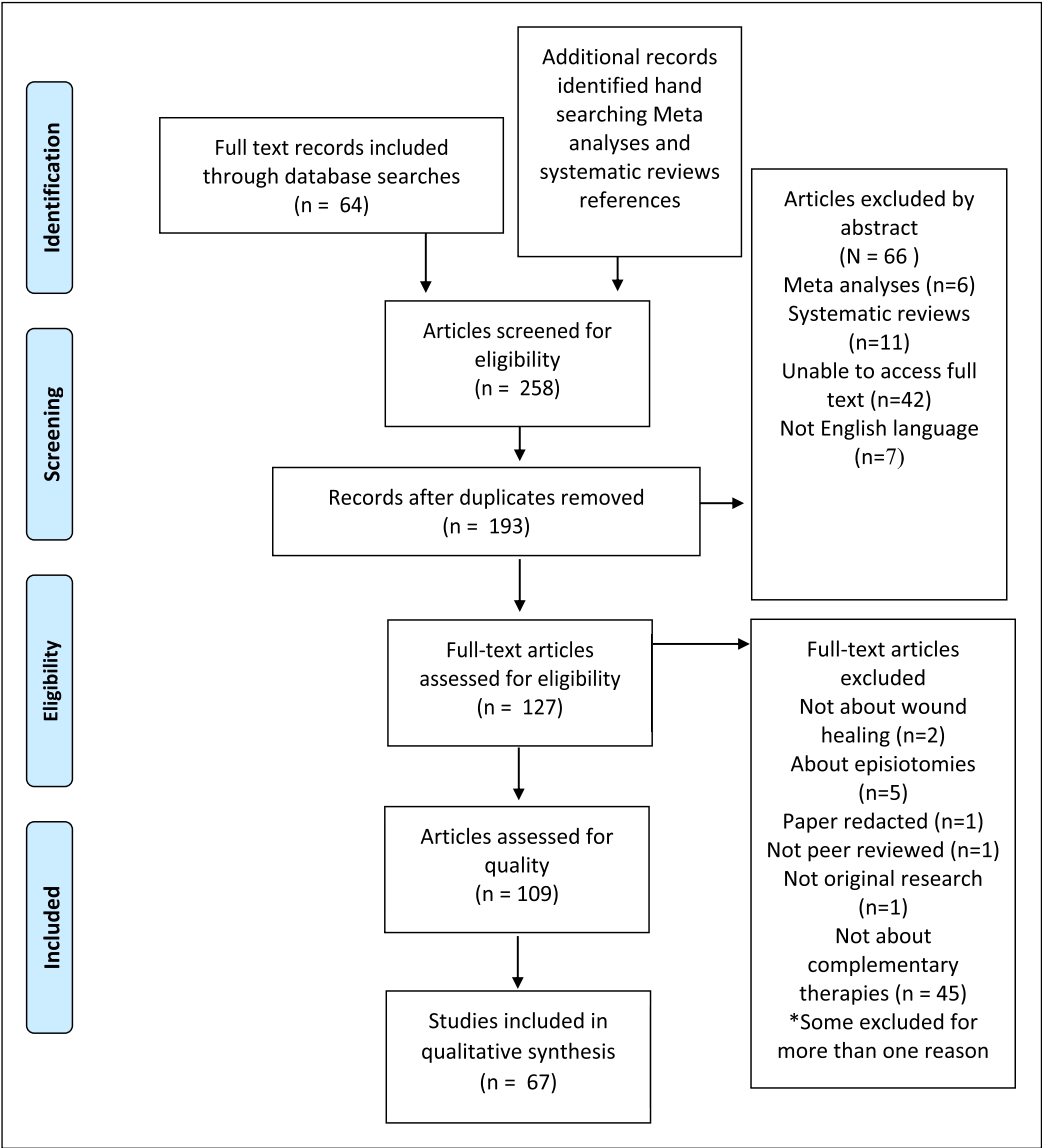 Identification
Full text records included
through database searches
(n =  64)
Additional records
identified hand
searching Meta
analyses and
systematic reviews
references
Articles excluded by
abstract
(N = 66 )
Meta analyses (n=6)
Systematic reviews
(n=11)
Unable to access full
text (n=42)
Not English language
(n=7)
Screening
Articles screened for
eligibility
(n =  258)
Records after duplicates removed
(n =  193)
Eligibility
Full-text articles
assessed for eligibility
(n =  127)
Full-text articles
excluded
Not about wound
healing (n=2)
About episiotomies
(n=5)
Paper redacted (n=1)
Not peer reviewed (n=1)
Not original research
(n=1)
Not about
complementary
therapies (n = 45)
*Some excluded for
more than one reason
Included
Articles assessed for
quality
(n = 109)
Studies included in
qualitative synthesis
(n =  67)